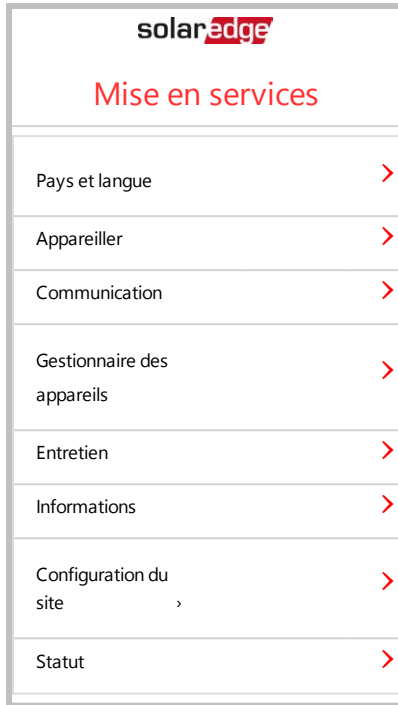 solaredge
Mise en services
Pays et langue
Appareiller
Communication
Gestionnaire des
appareils
Entretien
Informations
Configuration du
site ›
Statut